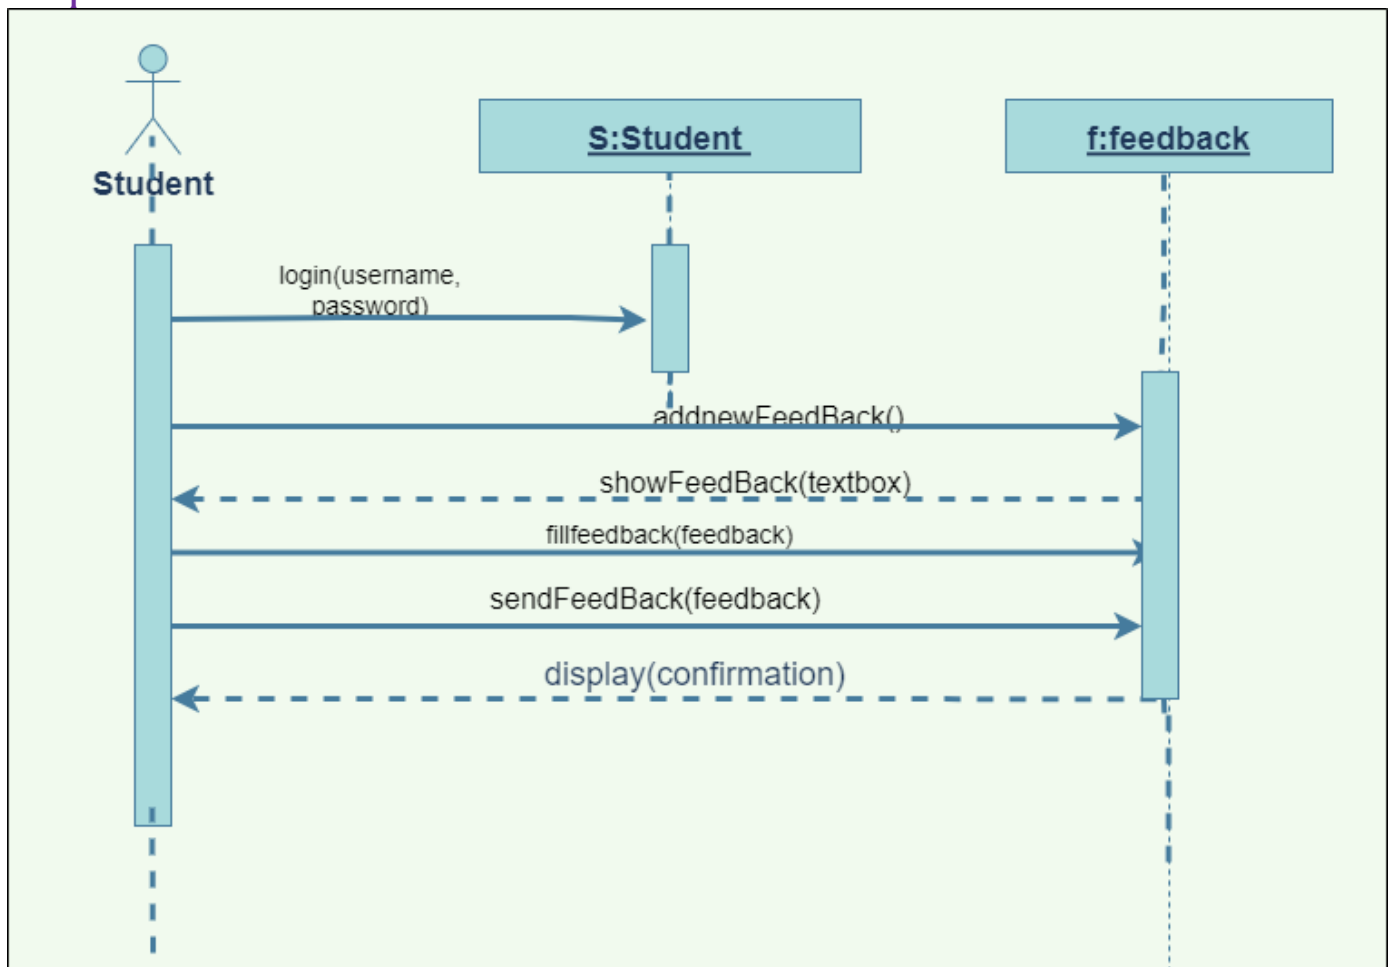 S:Student
f:feedback
Student
login(username,
password)
addnewFeedBack()
showFeedBack(textbox)
fillfeedback(feedback)
sendFeedBack(feedback)
display(confirmation)